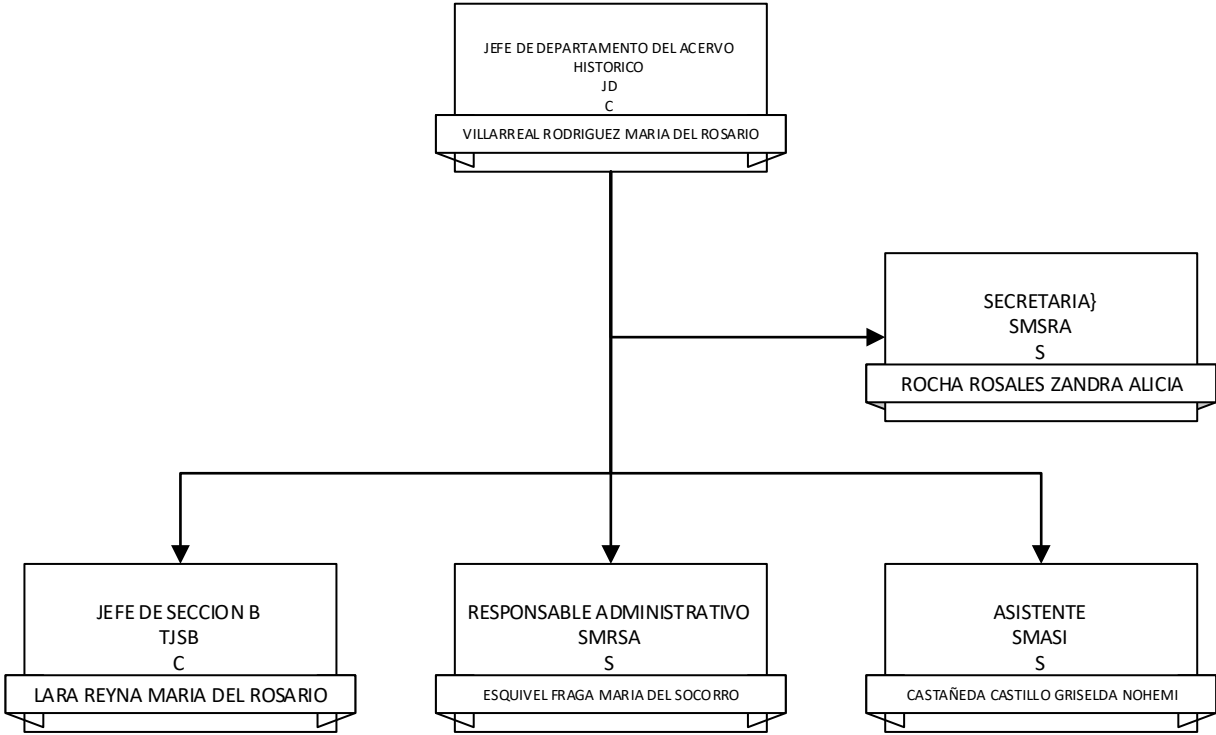 JEFE DE DEPARTAMENTO DEL ACERVO
HISTORICO
JD
C
VILLARREAL RODRIGUEZ MARIA DEL ROSARIO
SECRETARIA}
SMSRA
S
ROCHA ROSALES ZANDRA ALICIA
JEFE DE SECCION B
TJSB
C
LARA REYNA MARIA DEL ROSARIO
RESPONSABLE ADMINISTRATIVO
SMRSA
S
ESQUIVEL FRAGA MARIA DEL SOCORRO
ASISTENTE
SMASI
S
CASTAÑEDA CASTILLO GRISELDA NOHEMI